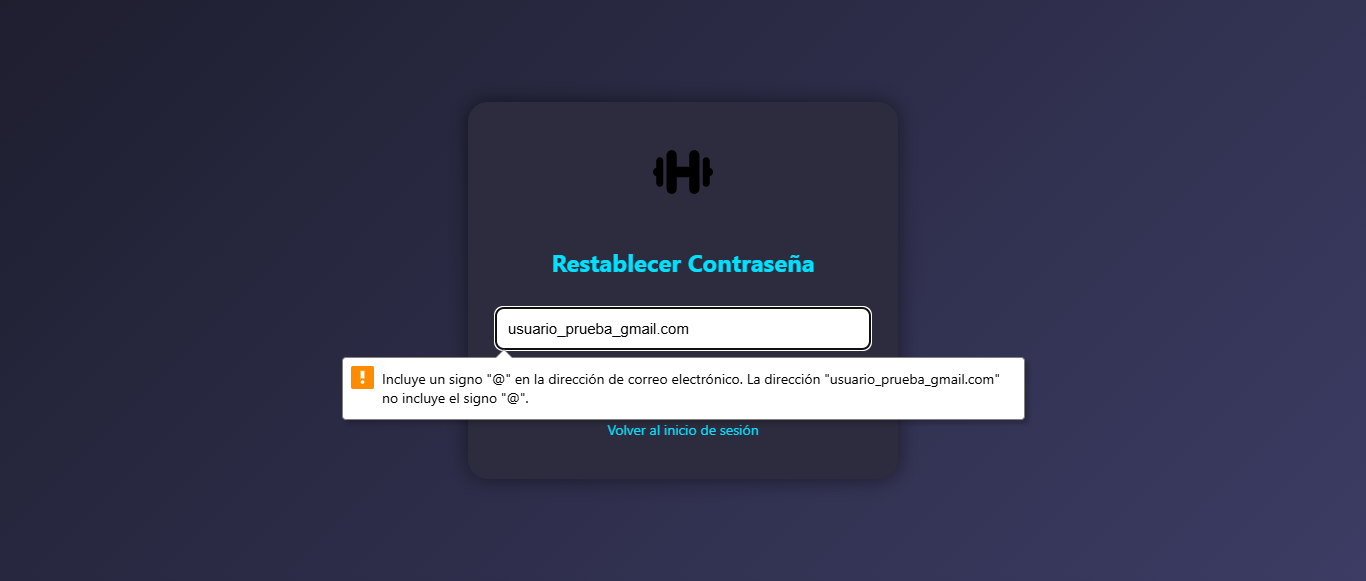 Restablecer Contraseña
usuario_prueba_gmail.com
Incluye un signo "@" en la dirección de correo electrónico. La dirección "usuario_prueba_gmail.com"
no incluye el signo "@".
Volver al inicio de sesión